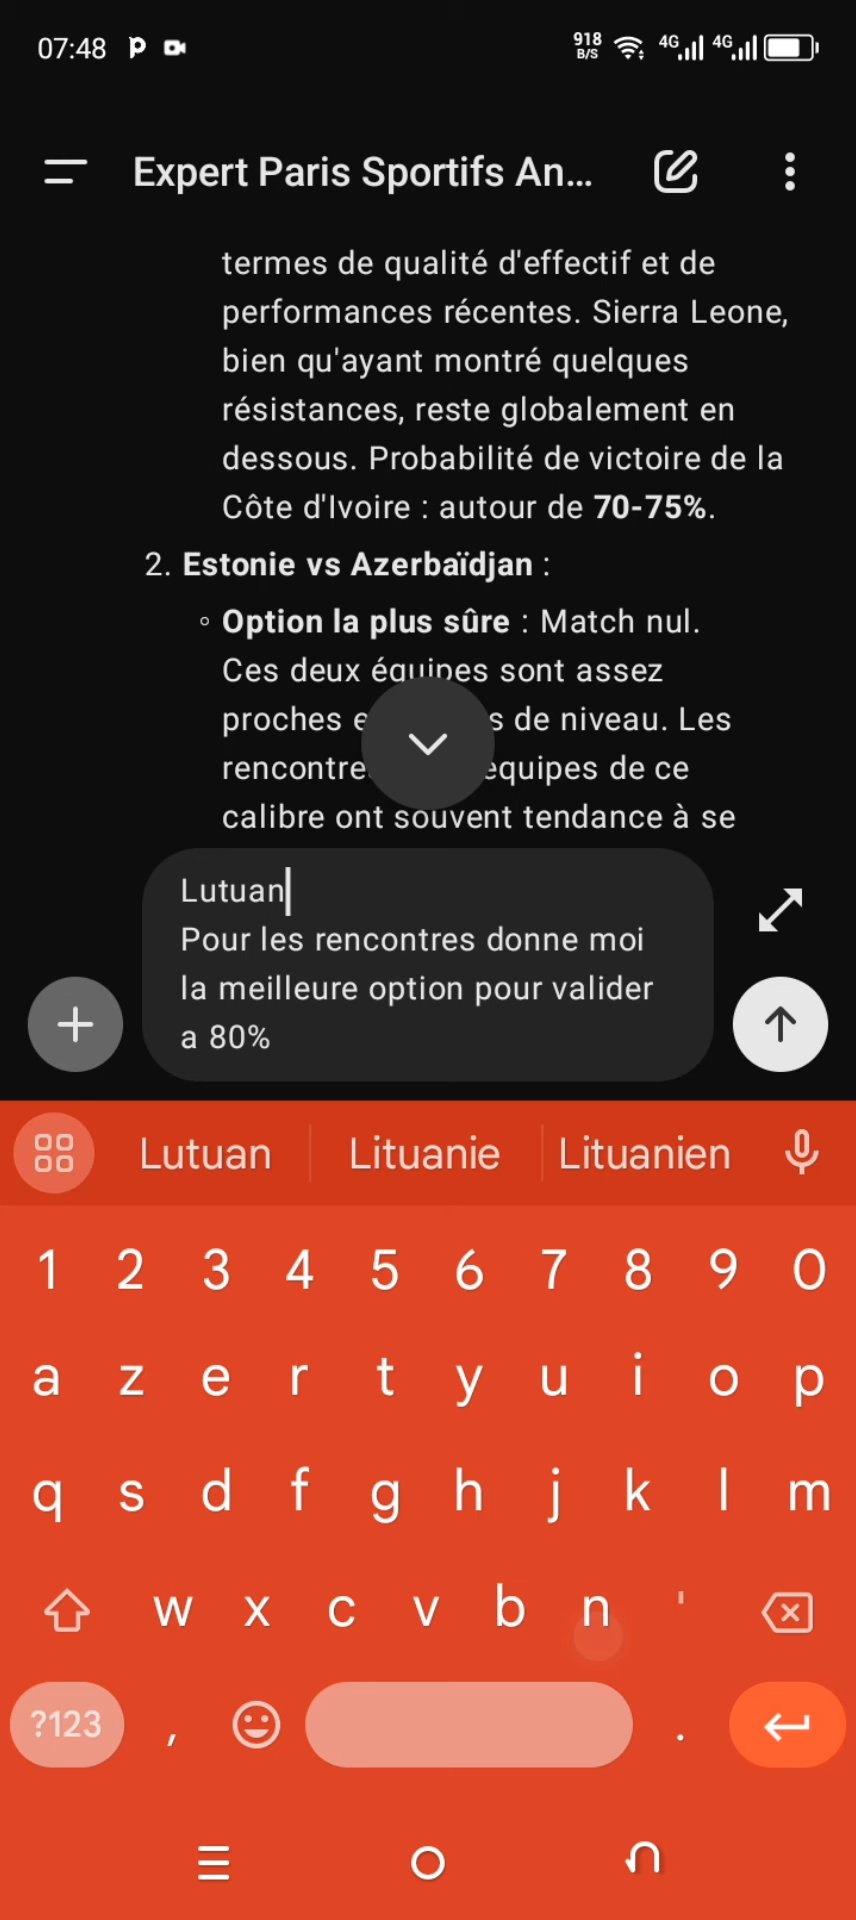 07:48
918
B/S
4G
4G
Expert Paris Sportifs An...
termes de qualité d'effectif et de
performances récentes. Sierra Leone,
bien qu'ayant montré quelques
résistances, reste globalement en
dessous. Probabilité de victoire de la
Côte d'Ivoire : autour de 70-75%.
2. Estonie vs Azerbaïdjan :
Option la plus sûre : Match nul.
Ces deux équipes sont assez
proches de niveau. Les
équipes de ce
calibre ont souvent tendance à se
Lutuan
Pour les rencontres donne moi
la meilleure option pour valider
a 80%
Lutuan Lituanie Lituanien
1 2 3 4 5 6 7 8 9 0
a z e r t y u i o p
q s d f g h j k l m
w x c v b n '
?123 , .